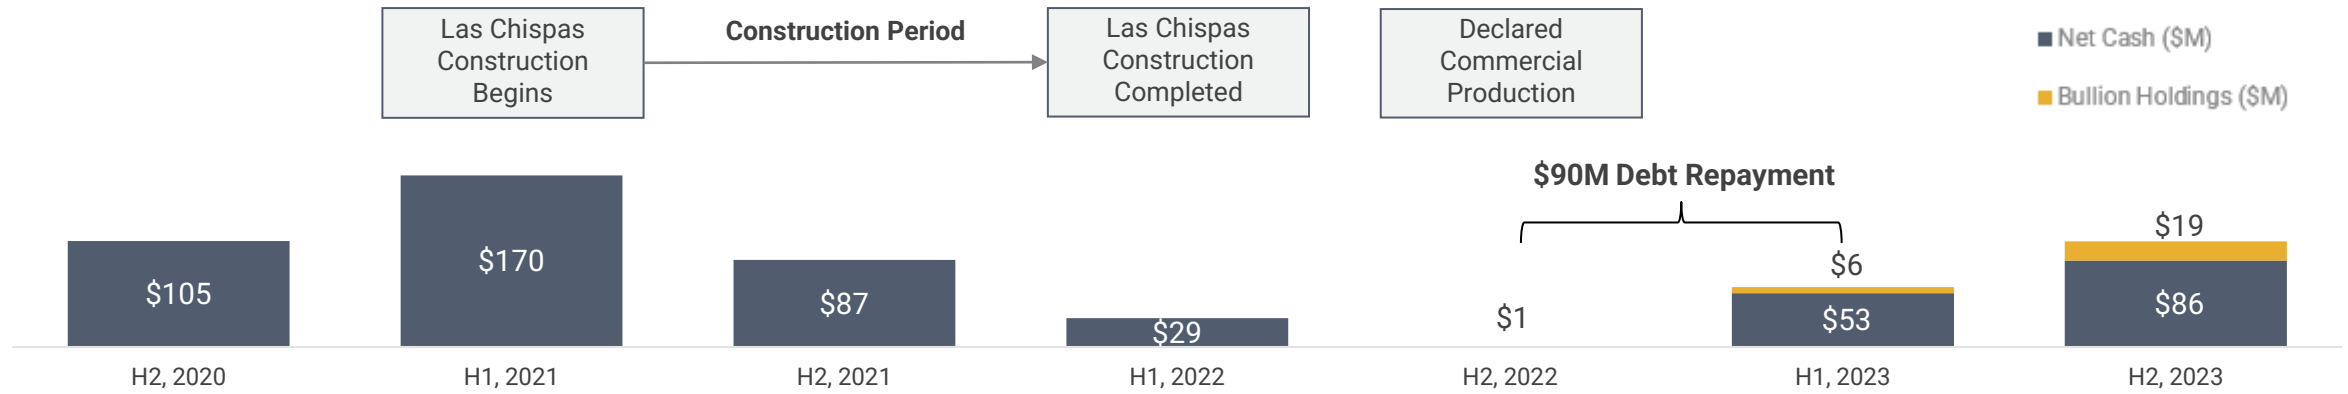 Las Chispas
Construction
Begins
Construction Period
Las Chispas
Construction
Completed
Declared
Commercial
Production
Net Cash ($M)
Bullion Holdings ($M)
$90M Debt Repayment
$105
$170
$87
$29
$1
$6
$53
$19
$86
H2, 2020
H1, 2021
H2, 2021
H1, 2022
H2, 2022
H1, 2023
H2, 2023